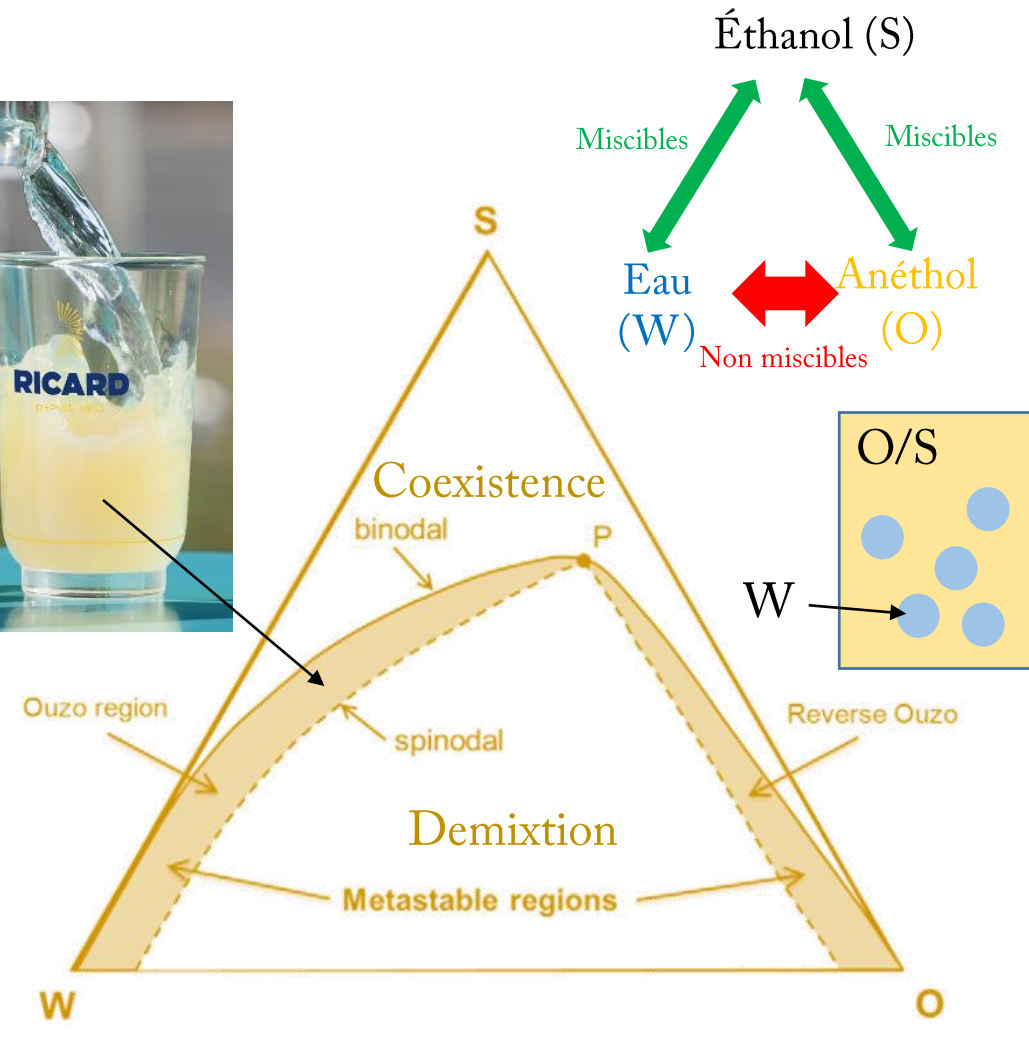 Éthanol (S)
Miscibles
Miscibles
Eau
(W)
Anéthol
(O)
Non miscibles
RICARD
DEPUIS 1932
S
Coexistence
binodal
P
O/S
W
Ouzo region
spinodal
Reverse Ouzo
Demixtion
Metastable regions
W
O